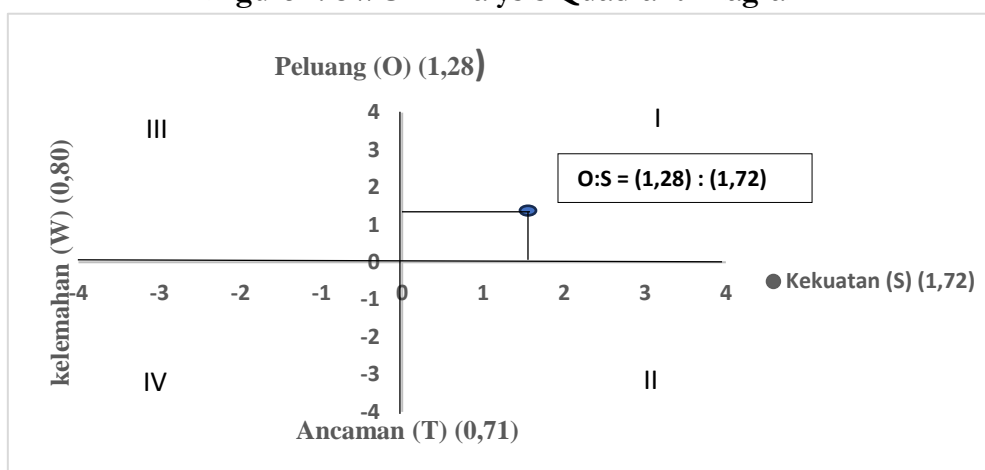 Peluang (O) (1,28)
4
III
I
3
2
O:S = (1,28) : (1,72)
1
0
kelemahan (W) (0,80)
-4 -3 -2 -1 0 1 2 3 4
Kekuatan (S) (1,72)
-1
-2
-3
IV
II
-4
Ancaman (T) (0,71)